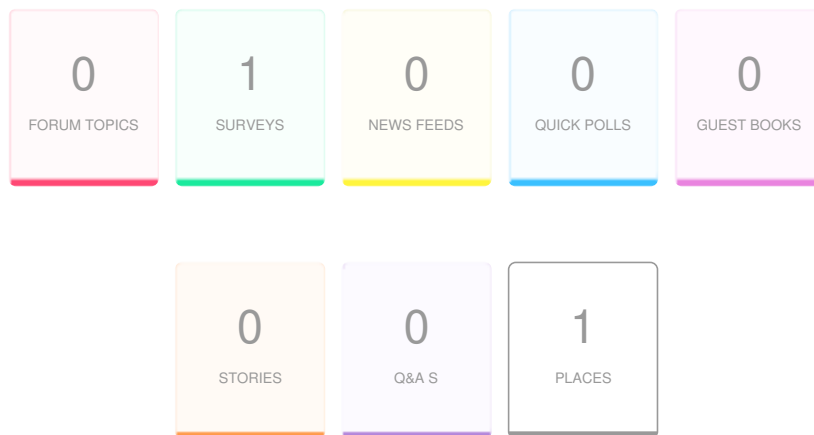 0 1 0 0 0
FORUM TOPICS SURVEYS NEWS FEEDS QUICK POLLS GUEST BOOKS
0 0 1
STORIES Q&A S PLACES